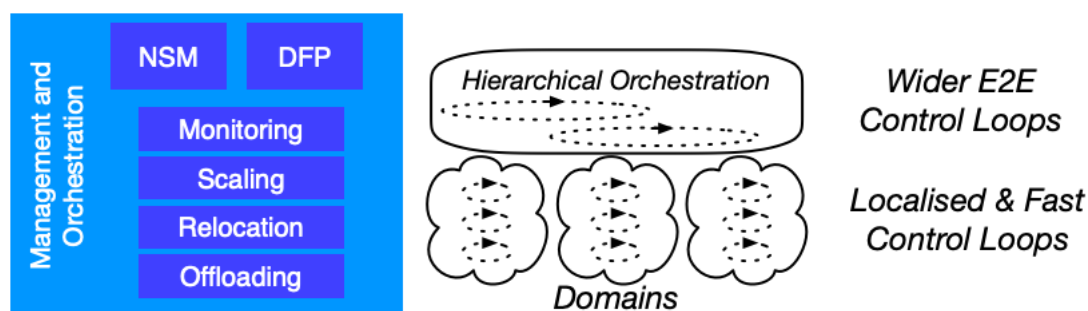 Management and
Orchestration
NSM
DFP
Monitoring
Scaling
Relocation
Offloading
Hierarchical Orchestration
Domains
Wider E2E
Control Loops
Localised & Fast
Control Loops